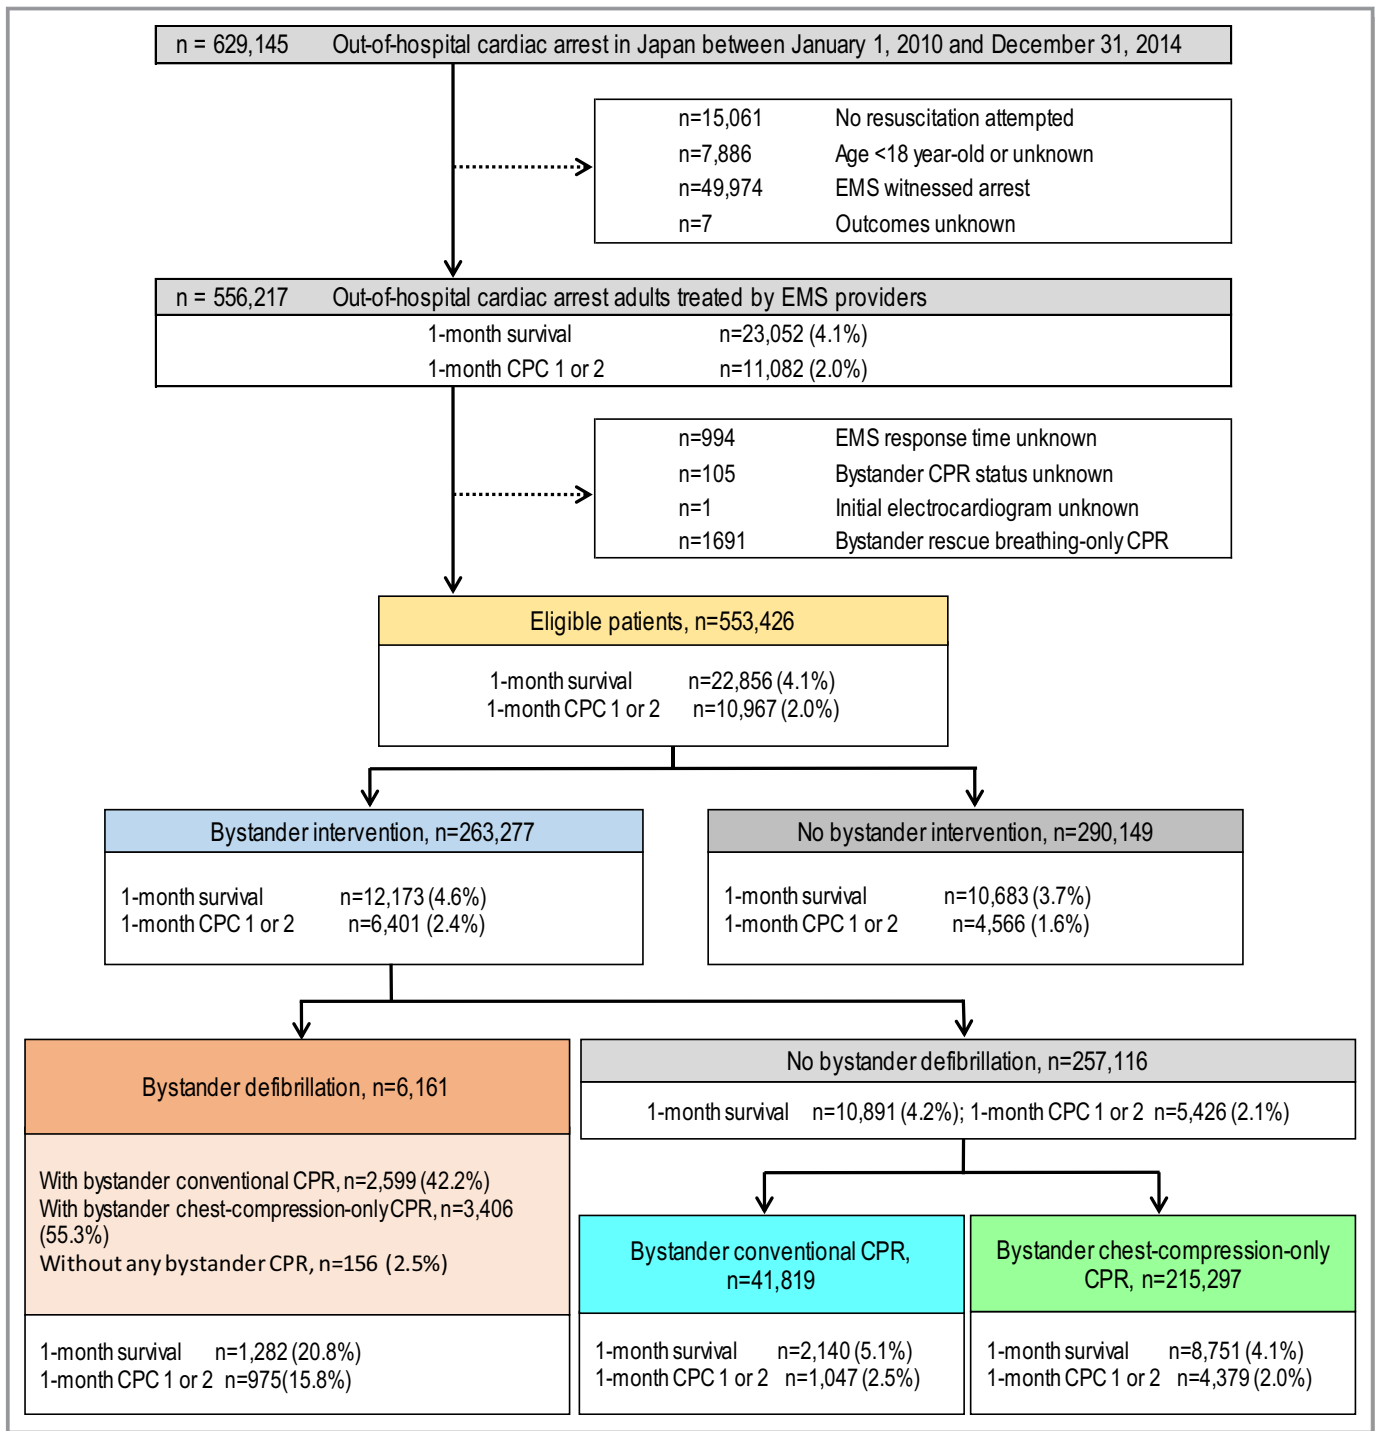 n = 629,145 Out-of-hospital cardiac arrest in Japan between January 1, 2010 and December 31, 2014
n=15,061 No resuscitation attempted
n=7,886 Age <18 year-old or unknown
n=49,974 EMS witnessed arrest
n=7 Outcomes unknown
n = 556,217 Out-of-hospital cardiac arrest adults treated by EMS providers
1-month survival n=23,052 (4.1%)
1-month CPC 1 or 2 n=11,082 (2.0%)
n=994 EMS response time unknown
n=105 Bystander CPR status unknown
n=1 Initial electrocardiogram unknown
n=1691 Bystander rescue breathing-only CPR
Eligible patients, n=553,426
1-month survival n=22,856 (4.1%)
1-month CPC 1 or 2 n=10,967 (2.0%)
Bystander intervention, n=263,277
1-month survival n=12,173 (4.6%)
1-month CPC 1 or 2 n=6,401 (2.4%)
No bystander intervention, n=290,149
1-month survival n=10,683 (3.7%)
1-month CPC 1 or 2 n=4,566 (1.6%)
Bystander defibrillation, n=6,161
With bystander conventional CPR, n=2,599 (42.2%)
With bystander chest-compression-only CPR, n=3,406
(55.3%)
Without any bystander CPR, n=156 (2.5%)
1-month survival n=1,282 (20.8%)
1-month CPC 1 or 2 n=975(15.8%)
No bystander defibrillation, n=257,116
1-month survival n=10,891 (4.2%); 1-month CPC 1 or 2 n=5,426 (2.1%)
Bystander conventional CPR,
n=41,819
1-month survival n=2,140 (5.1%)
1-month CPC 1 or 2 n=1,047 (2.5%)
Bystander chest-compression-only
CPR, n=215,297
1-month survival n=8,751 (4.1%)
1-month CPC 1 or 2 n=4,379 (2.0%)